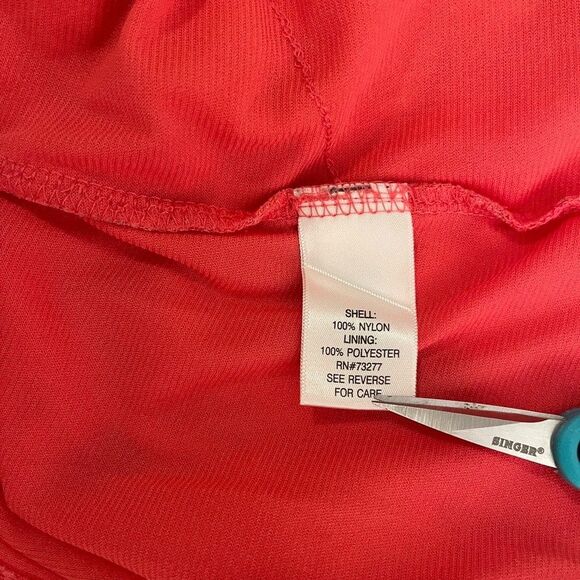 SHELL:
100% NYLON
LINING:
100% POLYESTER
RN#73277
SEE REVERSE
FOR CARE
SINGER®